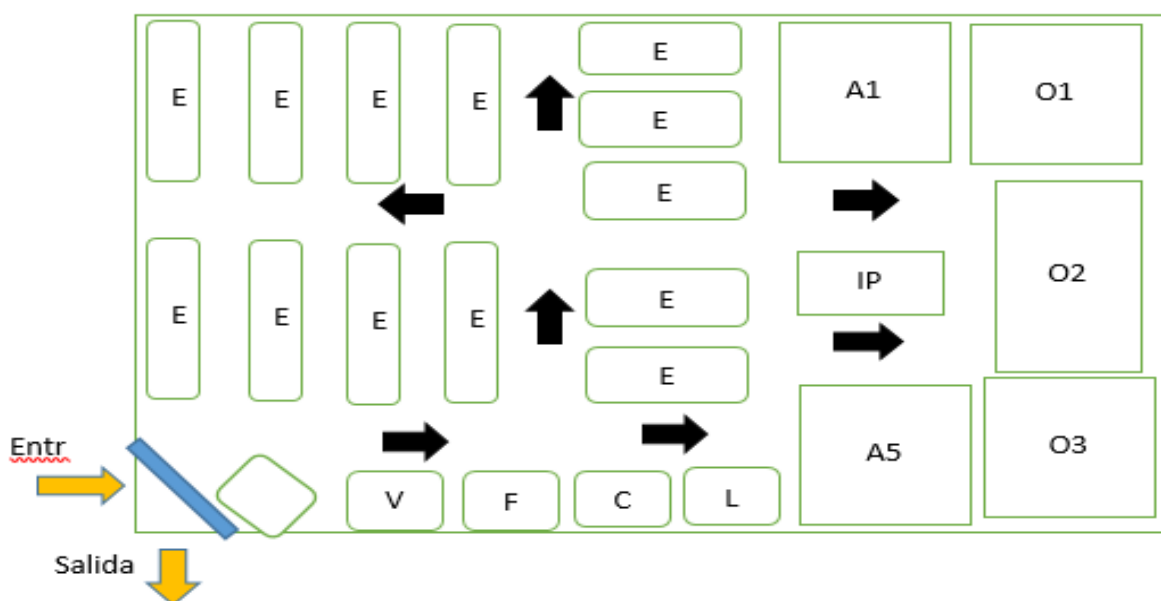 E E E E E A1 O1
E
E
E E E E E IP O2
E
Entr A5 O3
V F C L
Salida